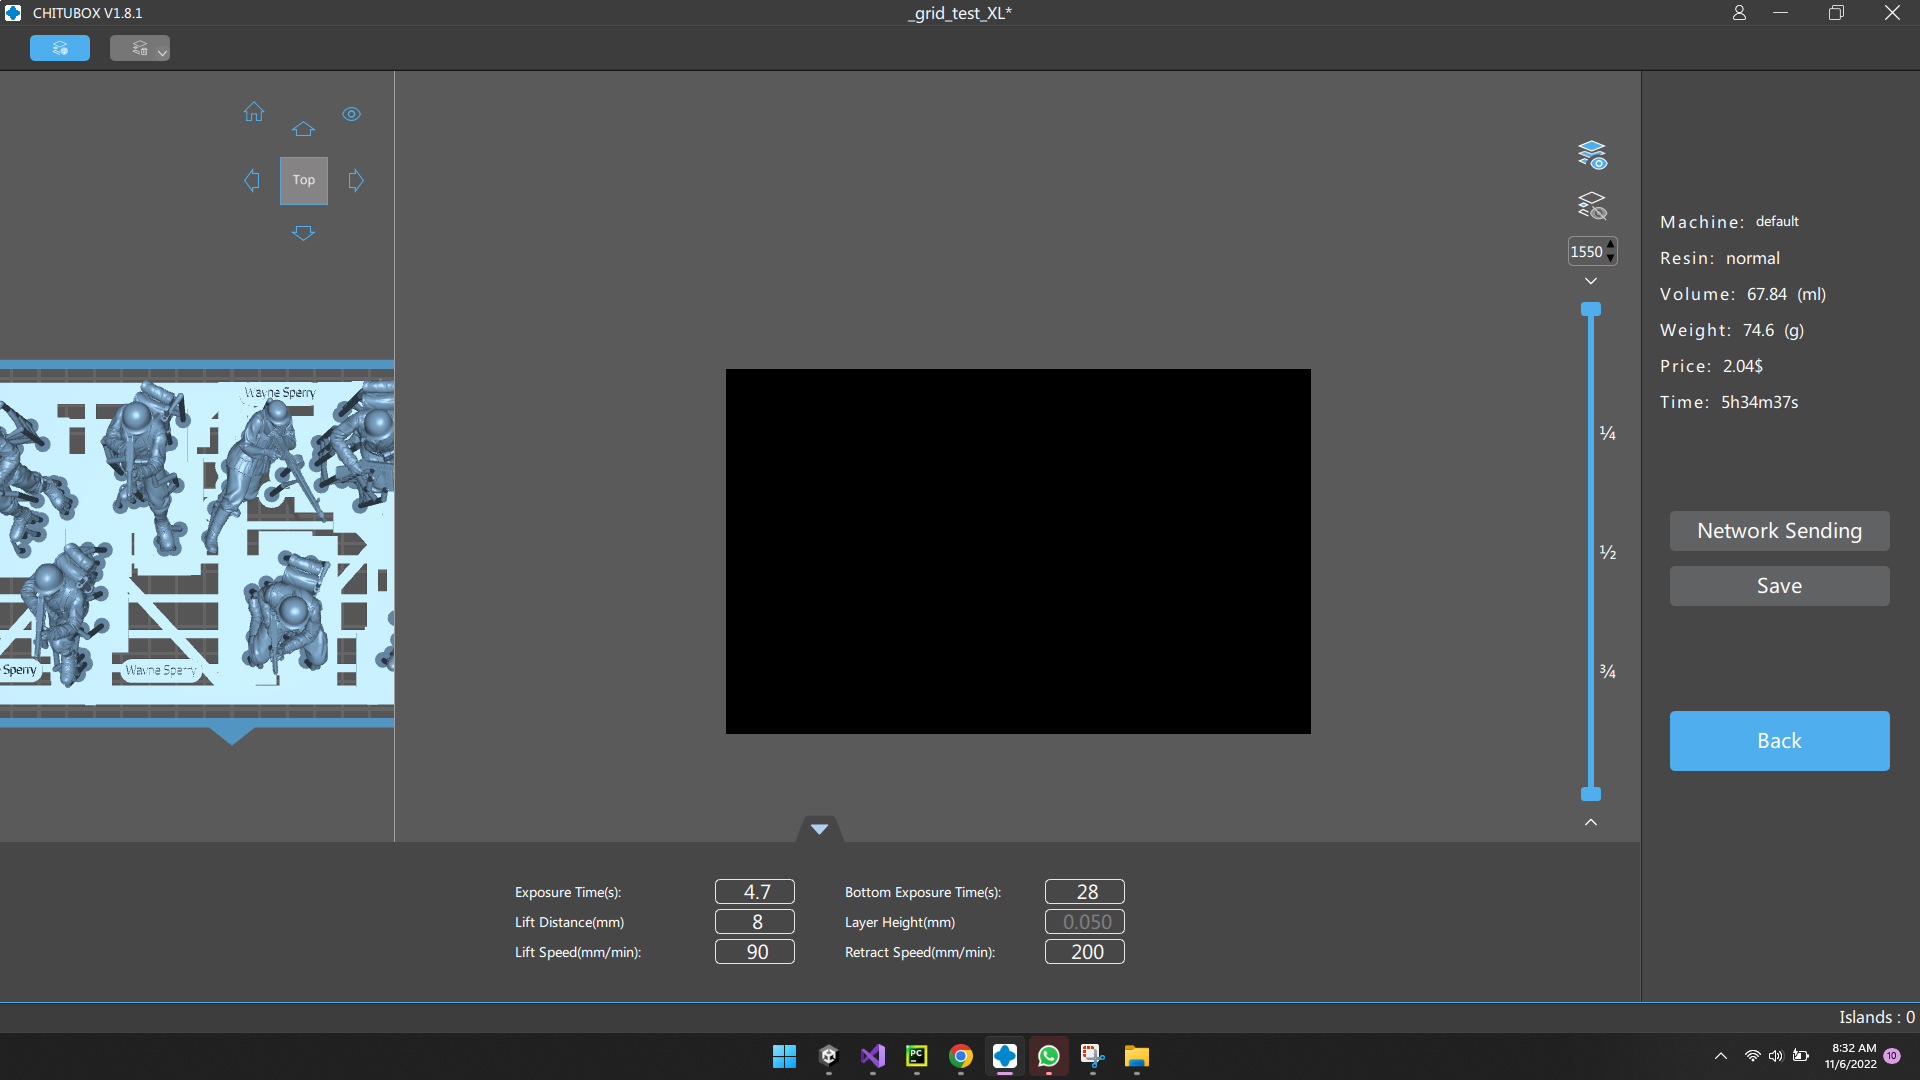 CHITUBOX V1.8.1
_grid_test_XL*
Top
1550
Machine: default
Resin: normal
Volume: 67.84 (ml)
Weight: 74.6 (g)
Price: 2.04$
Time: 5h34m37s
Wayne Sperry
¼
½
¾
Network Sending
Save
Sperry
Wayne Sperry
Back
Exposure Time(s): 4.7 Bottom Exposure Time(s): 28
Lift Distance(mm) 8 Layer Height(mm) 0.050
Lift Speed(mm/min): 90 Retract Speed(mm/min): 200
Islands : 0
PC
8:32 AM
11/6/2022
10